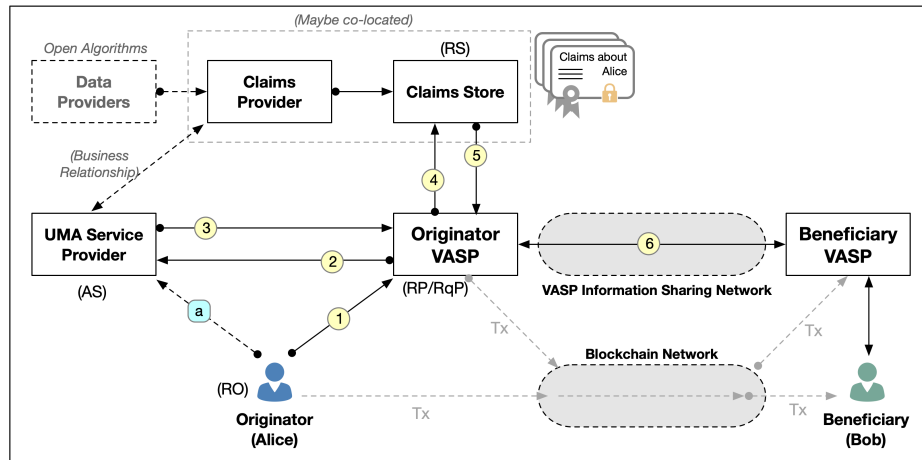 (Maybe co-located)
Open Algorithms
(RS)
Data
Providers
Claims
Provider
Claims Store
Claims about
Alice
(Business
Relationship)
4
5
UMA Service
Provider
3
2
Originator
VASP
6
Beneficiary
VASP
(AS)
(RP/RqP)
VASP Information Sharing Network
a
1
Tx
Tx
Blockchain Network
(RO)
Tx
Tx
Originator
(Alice)
Beneficiary
(Bob)